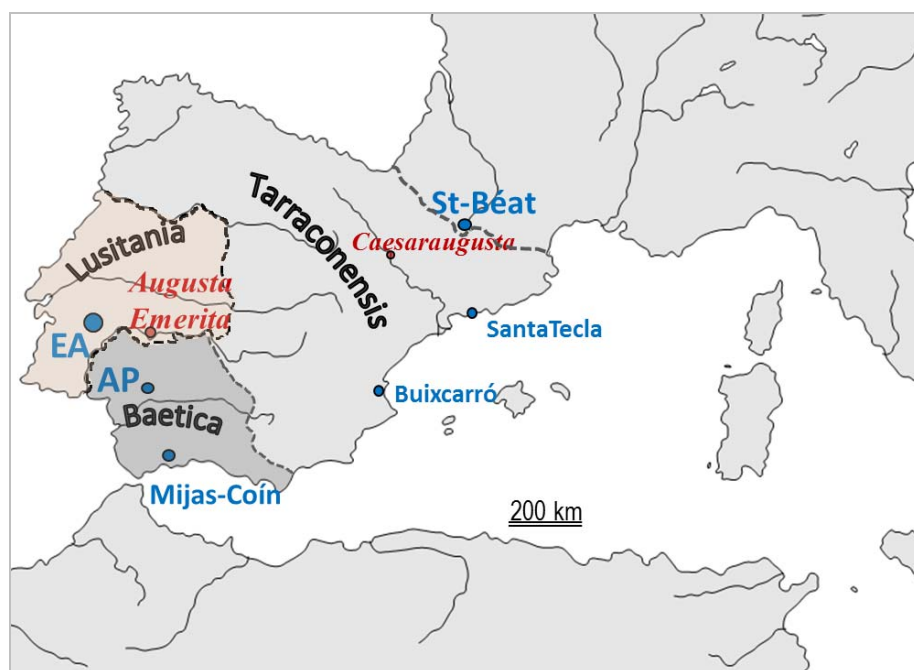 St-Béat
Tarraconensis
Caesaraugusta
Lusitania
Augusta
Emerita
SantaTecla
EA
AP
Buixcarró
Baetica
Mijas-Coín
200 km